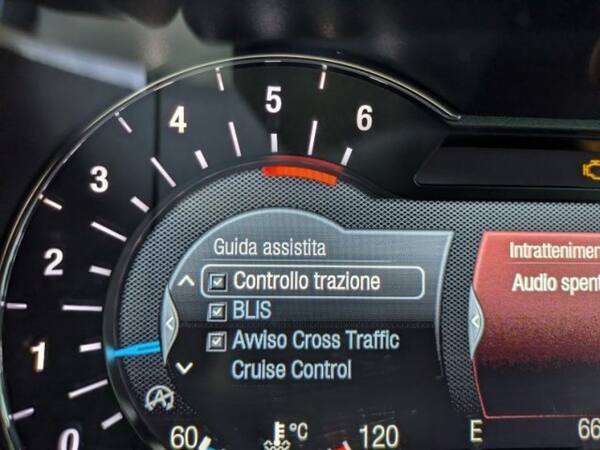 5
6
4
3
2
1
0
Guida assistita
Controllo trazione
BLIS
Avviso Cross Traffic
Cruise Control
Audio spent
60
°C
120
E
66